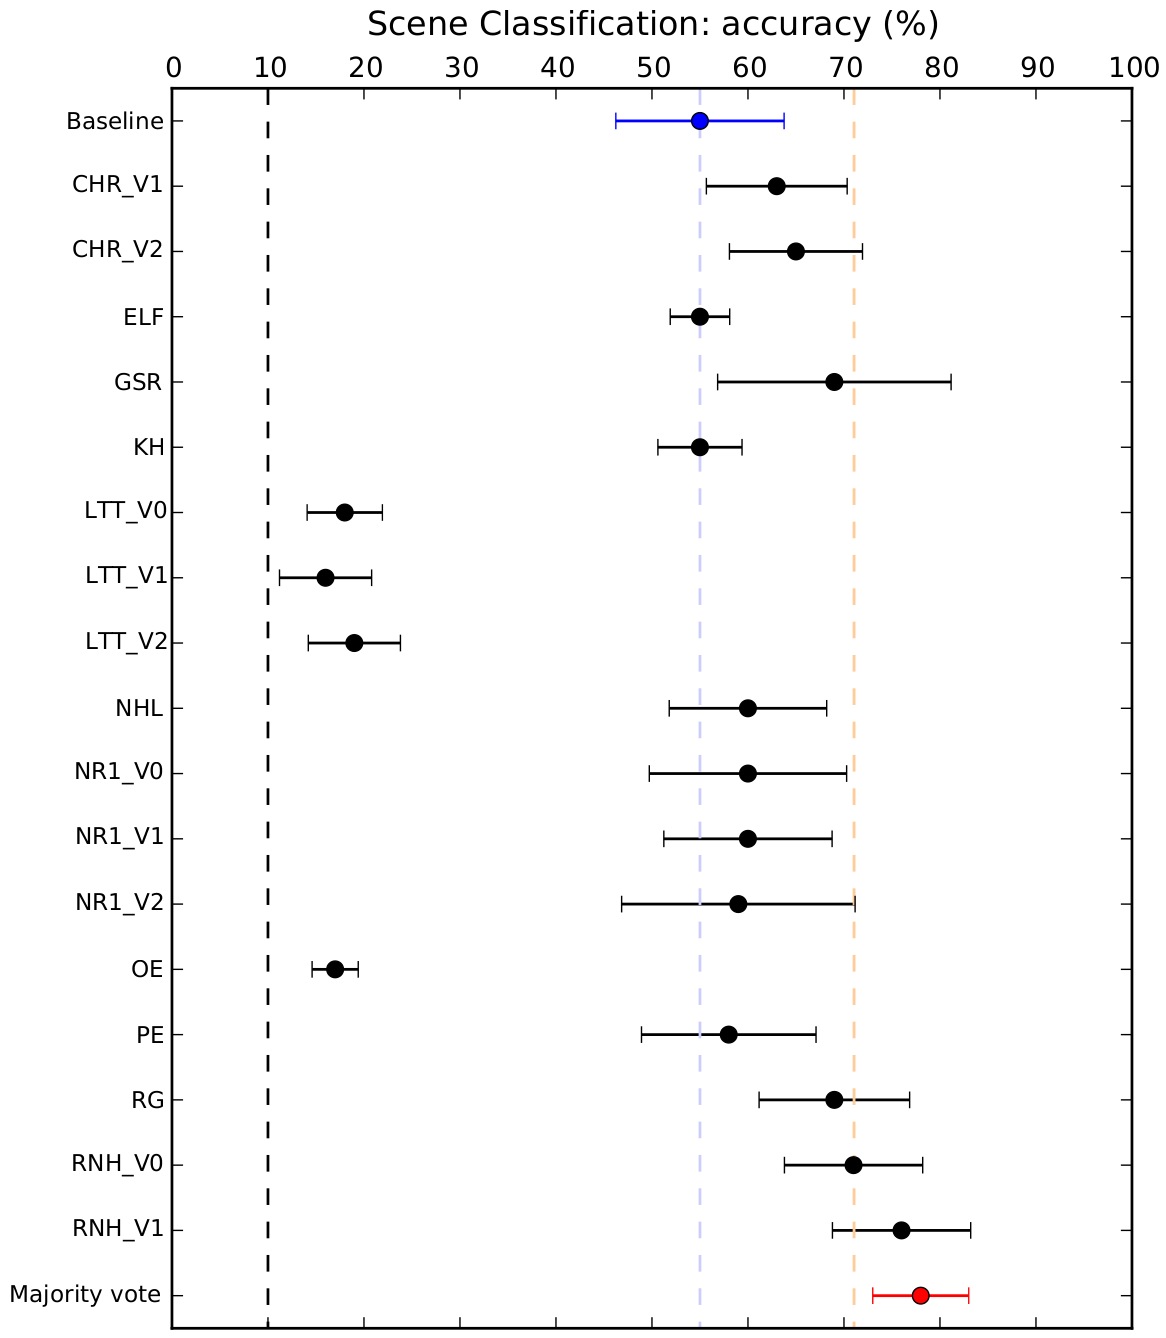 Scene Classification: accuracy (%)
0 10 20 30 40 50 60 70 80 90 100
Baseline
CHR_V1
CHR_V2
ELF
GSR
KH
LTT_V0
LTT_V1
LTT_V2
NHL
NR1_V0
NR1_V1
NR1_V2
OE
PE
RG
RNH_V0
RNH_V1
Majority vote